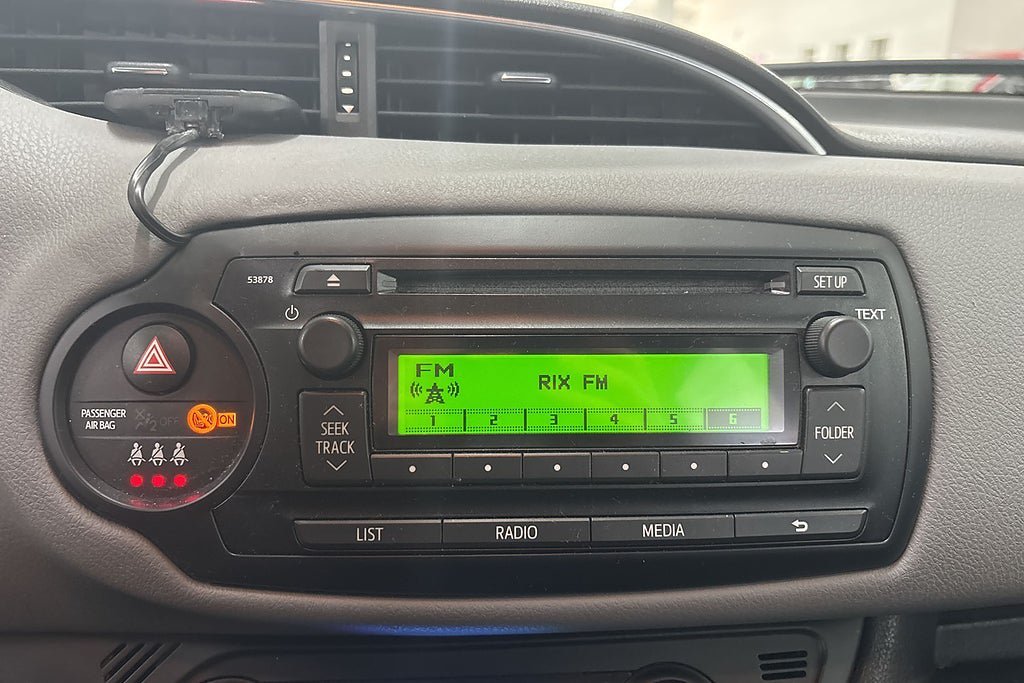 53878
SET UP
TEXT
FM
RIX FM
1 2 3 4 5 6
PASSENGER
AIR BAG
OFF
ON
SEEK
TRACK
FOLDER
LIST RADIO MEDIA